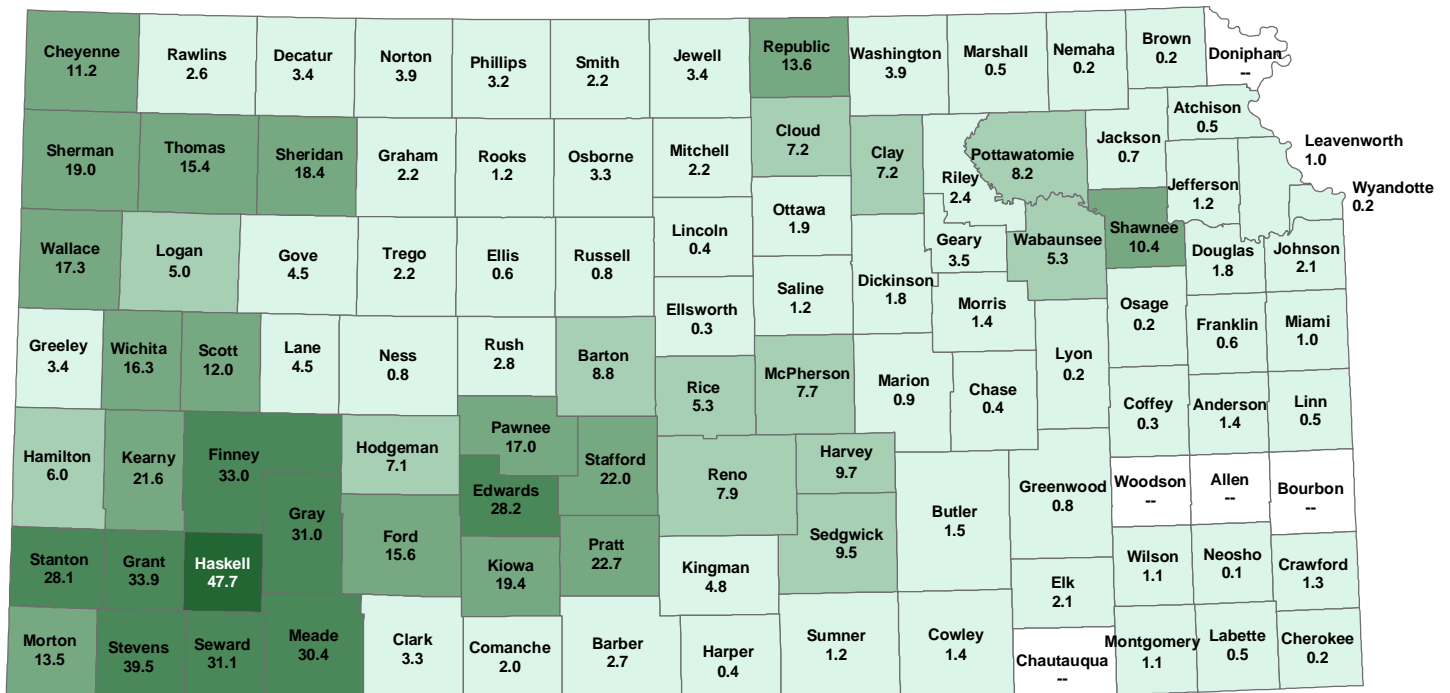 Cheyenne
11.2
Rawlins
2.6
Decatur
3.4
Norton
3.9
Phillips
3.2
Smith
2.2
Jewell
3.4
Republic
13.6
Washington
3.9
Marshall
0.5
Nemaha
0.2
Brown
0.2
Doniphan
--
Sherman
19.0
Thomas
15.4
Sheridan
18.4
Graham
2.2
Rooks
1.2
Osborne
3.3
Mitchell
2.2
Cloud
7.2
Clay
7.2
Riley
2.4
Pottawatomie
8.2
Jackson
0.7
Atchison
0.5
Jefferson
1.2
Leavenworth
1.0
Wyandotte
0.2
Wallace
17.3
Logan
5.0
Gove
4.5
Trego
2.2
Ellis
0.6
Russell
0.8
Lincoln
0.4
Ottawa
1.9
Saline
1.2
Dickinson
1.8
Geary
3.5
Wabaunsee
5.3
Shawnee
10.4
Douglas
1.8
Johnson
2.1
Greeley
3.4
Wichita
16.3
Scott
12.0
Lane
4.5
Ness
0.8
Rush
2.8
Barton
8.8
Ellsworth
0.3
Rice
5.3
McPherson
7.7
Marion
0.9
Morris
1.4
Chase
0.4
Lyon
0.2
Osage
0.2
Franklin
0.6
Miami
1.0
Coffey
0.3
Anderson
1.4
Linn
0.5
Hamilton
6.0
Kearny
21.6
Finney
33.0
Hodgeman
7.1
Pawnee
17.0
Stafford
22.0
Edwards
28.2
Gray
31.0
Ford
15.6
Reno
7.9
Harvey
9.7
Sedgwick
9.5
Butler
1.5
Greenwood
0.8
Woodson
--
Allen
--
Bourbon
--
Stanton
28.1
Grant
33.9
Haskell
47.7
Kiowa
19.4
Pratt
22.7
Kingman
4.8
Elk
2.1
Wilson
1.1
Neosho
0.1
Crawford
1.3
Morton
13.5
Stevens
39.5
Seward
31.1
Meade
30.4
Clark
3.3
Comanche
2.0
Barber
2.7
Harper
0.4
Sumner
1.2
Cowley
1.4
Chautauqua
--
Montgomery
1.1
Labette
0.5
Cherokee
0.2